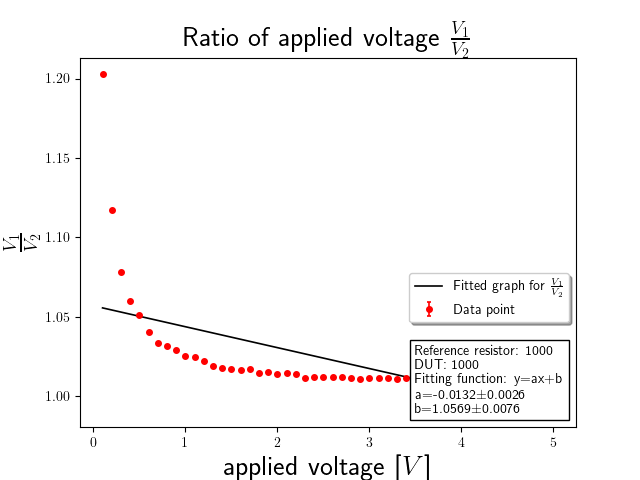 Ratio of applied voltage V₁/V₂
V₁/V₂
1.20
1.15
1.10
1.05
1.00
Fitted graph for V₁/V₂
Data point
Reference resistor: 1000
DUT: 1000
Fitting function: y=ax+b
a=-0.0132±0.0026
b=1.0569±0.0076
0 1 2 3 4 5
applied voltage [V]